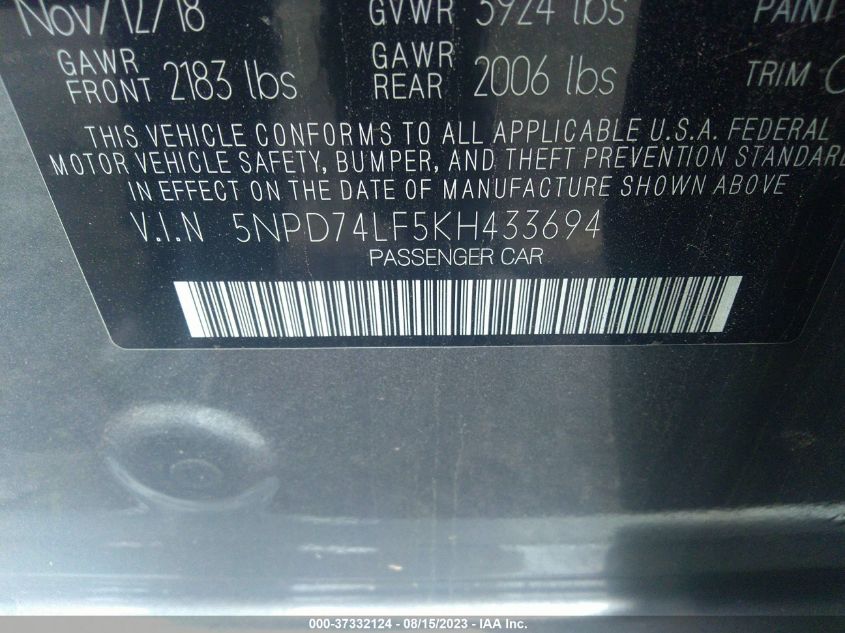 Nov/12/18 GVWR 3924 lbs PAINT
GAWR FRONT 2183 lbs GAWR REAR 2006 lbs TRIM
THIS VEHICLE CONFORMS TO ALL APPLICABLE U.S.A. FEDERAL
MOTOR VEHICLE SAFETY, BUMPER, AND THEFT PREVENTION STANDARD
IN EFFECT ON THE DATE OF MANUFACTURE SHOWN ABOVE
V.I.N 5NPD74LF5KH433694
PASSENGER CAR
000-37332124 - 08/15/2023 - IAA Inc.